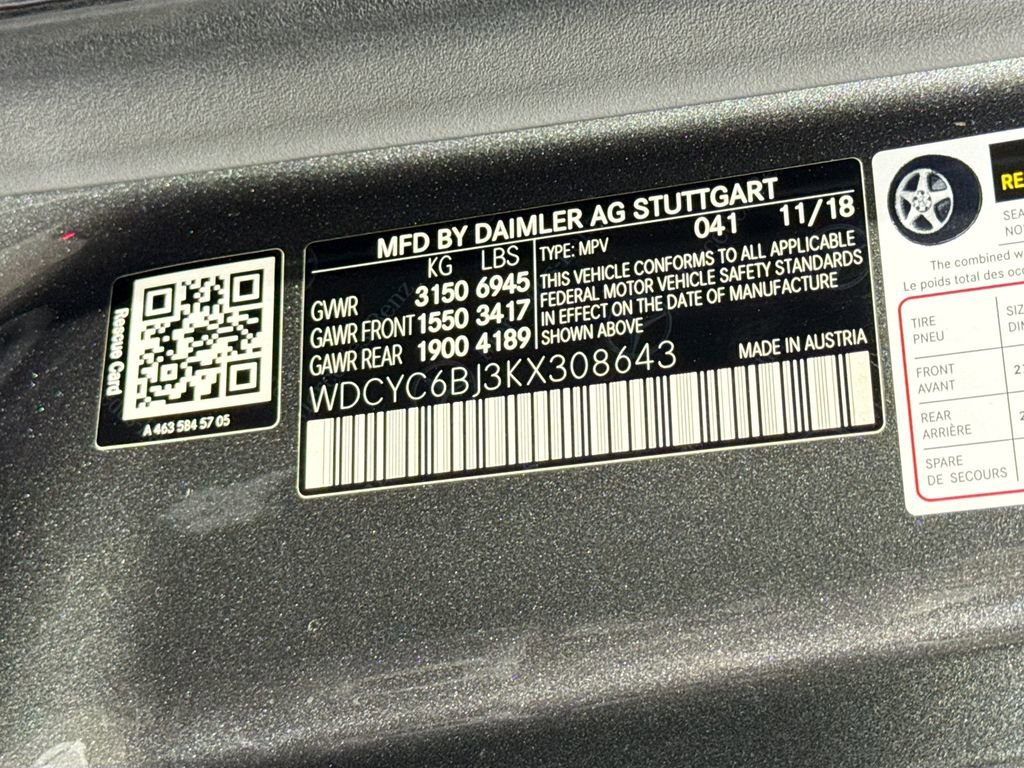 Rescue Card
A 463 584 57 05
MFD BY DAIMLER AG STUTTGART
KG LBS
GVWR 3150 6945
GAWR FRONT 1550 3417
GAWR REAR 1900 4189
TYPE: MPV 041 11/18
THIS VEHICLE CONFORMS TO ALL APPLICABLE
FEDERAL MOTOR VEHICLE SAFETY STANDARDS
IN EFFECT ON THE DATE OF MANUFACTURE
SHOWN ABOVE
WDCYC6BJ3KX308643
MADE IN AUSTRIA
The combined
Le poids total des
TIRE
PNEU
FRONT
AVANT
REAR
ARRIÈRE
SPARE
DE SECOURS